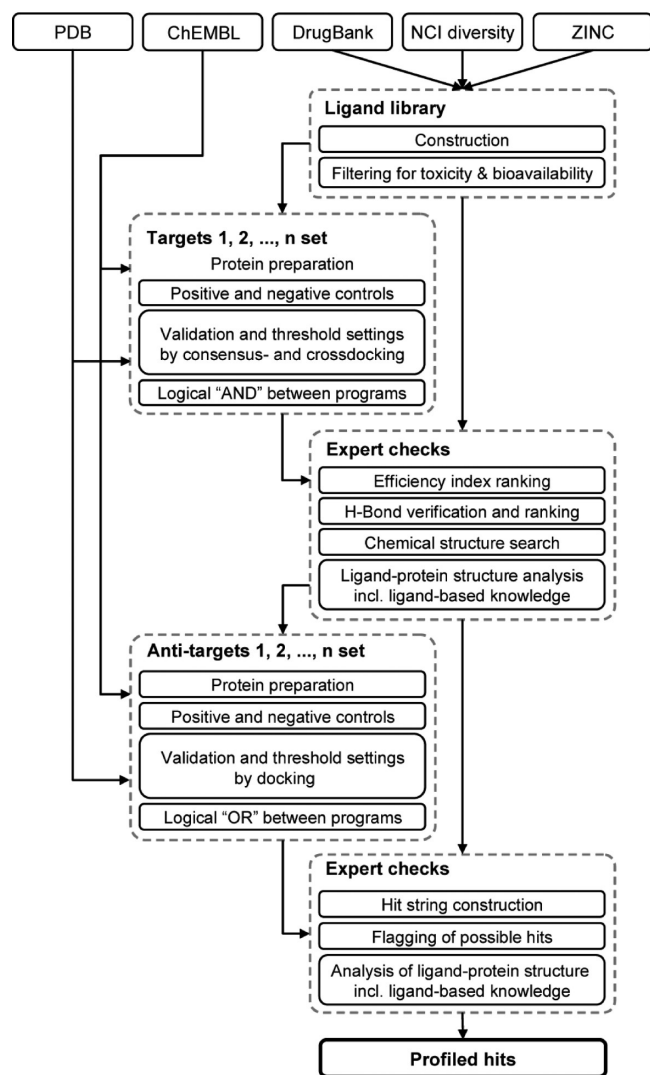 PDB
ChEMBL
DrugBank
NCI diversity
ZINC
Ligand library
Construction
Filtering for toxicity & bioavailability
Targets 1, 2, ..., n set
Protein preparation
Positive and negative controls
Validation and threshold settings
by consensus- and crossdocking
Logical “AND” between programs
Expert checks
Efficiency index ranking
H-Bond verification and ranking
Chemical structure search
Ligand-protein structure analysis
incl. ligand-based knowledge
Anti-targets 1, 2, ..., n set
Protein preparation
Positive and negative controls
Validation and threshold settings
by docking
Logical “OR” between programs
Expert checks
Hit string construction
Flagging of possible hits
Analysis of ligand-protein structure
incl. ligand-based knowledge
Profiled hits